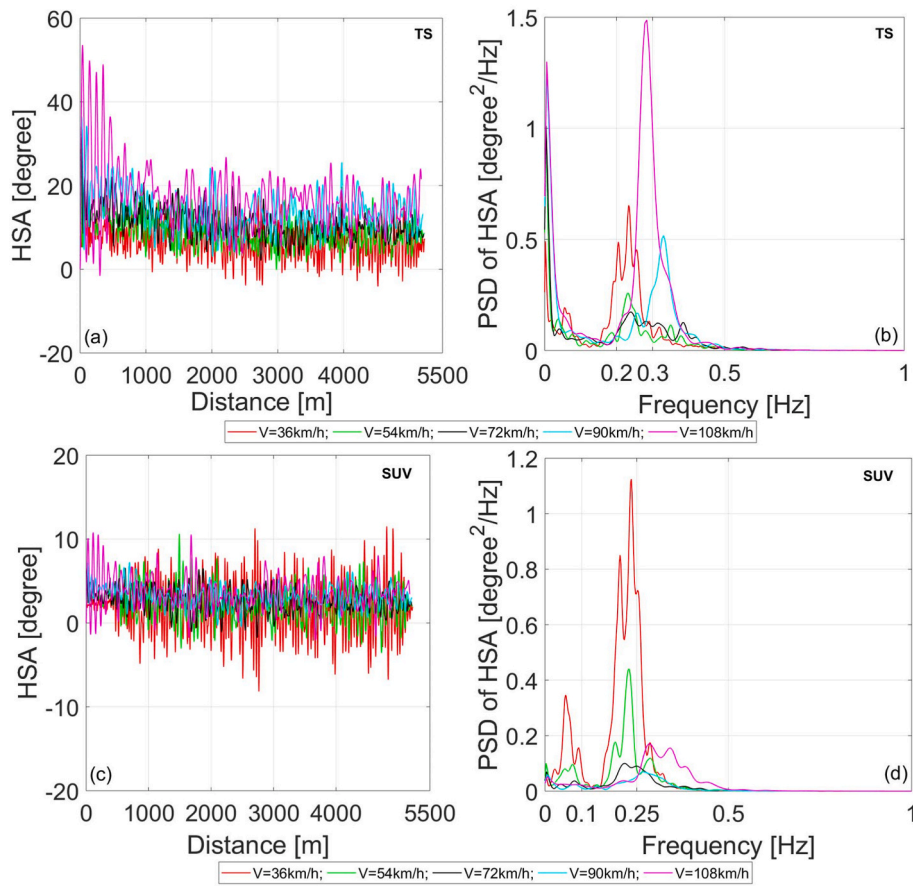 TS
HSA [degree]
60
40
20
0
-20
(a)
0 1000 2000 3000 4000 5500
Distance [m]
TS
PSD of HSA [degree²/Hz]
1.5
1
0.5
0
(b)
0 0.2 0.3 0.5 1
Frequency [Hz]
V=36km/h; V=54km/h; V=72km/h; V=90km/h; V=108km/h
SUV
HSA [degree]
20
10
0
-10
-20
(c)
0 1000 2000 3000 4000 5500
Distance [m]
SUV
PSD of HSA [degree²/Hz]
1.2
1
0.8
0.6
0.4
0.2
0
(d)
0 0.1 0.25 0.5 1
Frequency [Hz]
V=36km/h; V=54km/h; V=72km/h; V=90km/h; V=108km/h